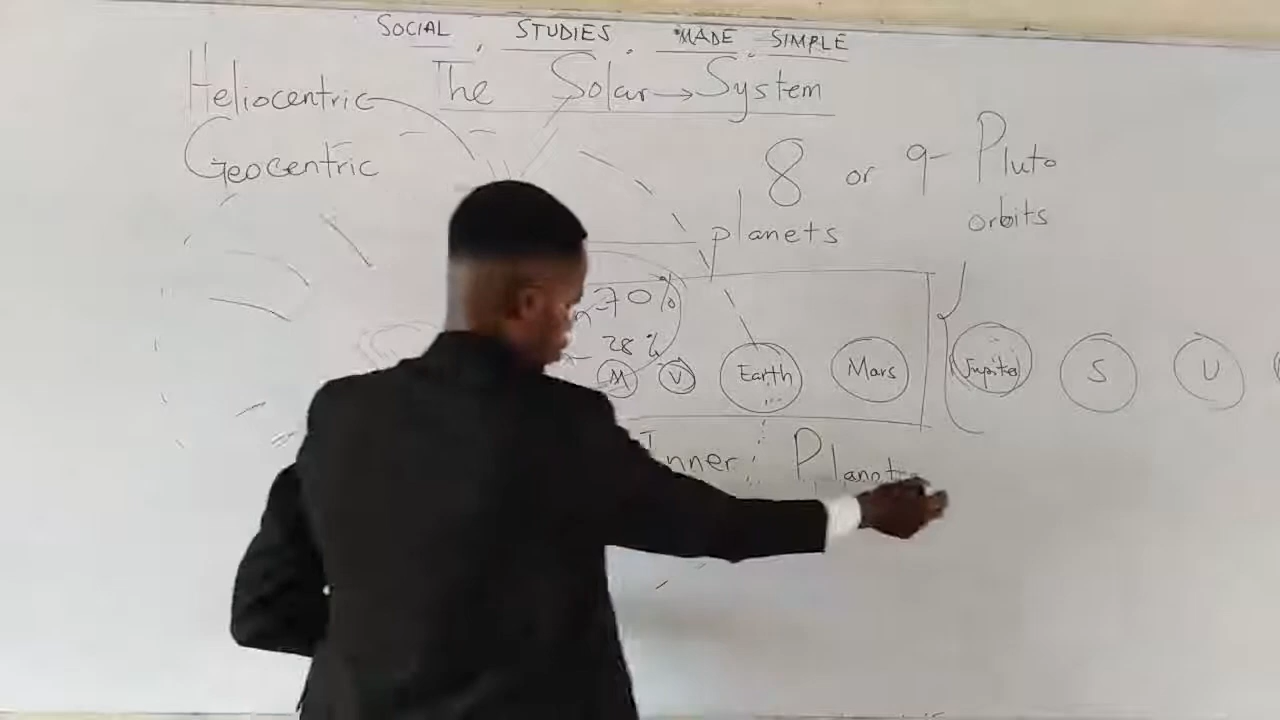 SOCIAL STUDIES MADE SIMPLE
The Solar → System
Heliocentric
Geocentric
8 or 9- Pluto
planets
orbits
70%
28%
M
V
Earth
Mars
Jupiter
S
U
Inner Planets